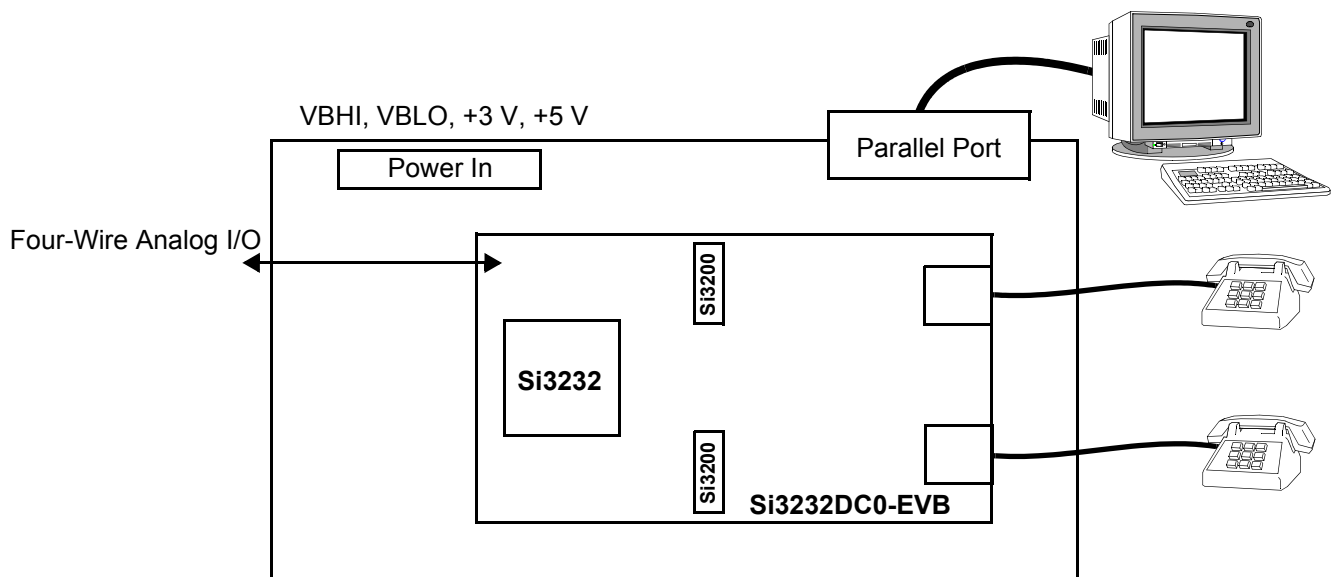 VBHI, VBLO, +3 V, +5 V
Parallel Port
Power In
Four-Wire Analog I/O
Si3200
Si3232
Si3200
Si3232DC0-EVB